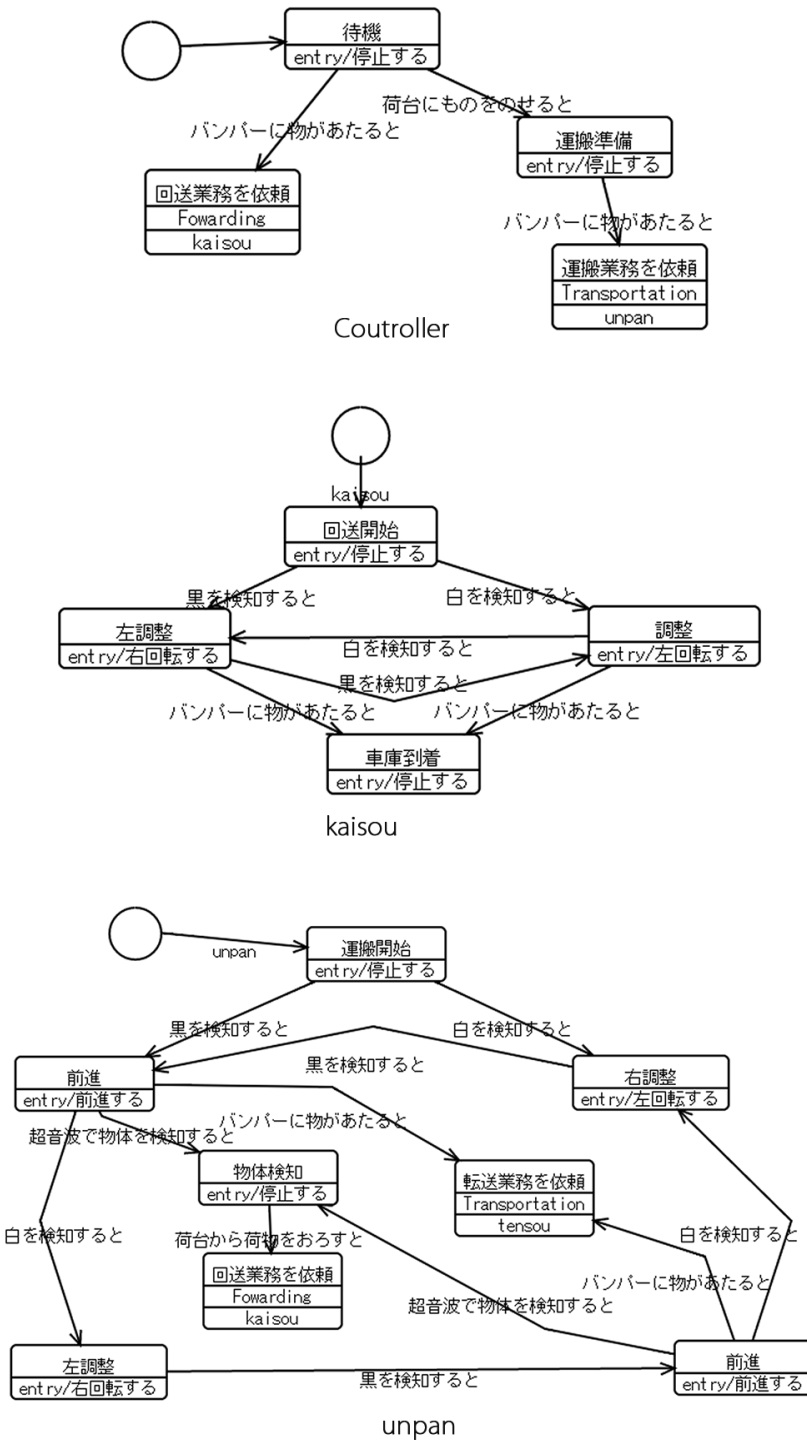 待機
entry/停止する
荷台にものをのせると
バンパーに物があたると
運搬準備
entry/停止する
回送業務を依頼
Fowarding
kaisou
バンパーに物があたると
運搬業務を依頼
Transportation
unpan
Coutroller
kaisou
回送開始
entry/停止する
黒を検知すると
白を検知すると
左調整
entry/右回転する
調整
entry/左回転する
白を検知すると
黒を検知すると
バンパーに物があたると
バンパーに物があたると
車庫到着
entry/停止する
kaisou
運搬開始
entry/停止する
unpan
黒を検知すると
白を検知すると
前進
entry/前進する
黒を検知すると
右調整
entry/左回転する
バンパーに物があたると
超音波で物体を検知すると
物体検知
entry/停止する
転送業務を依頼
Transportation
tensou
白を検知すると
荷台から荷物をおろすと
白を検知すると
回送業務を依頼
Fowarding
kaisou
バンパーに物があたると
超音波で物体を検知すると
左調整
entry/右回転する
黒を検知すると
前進
entry/前進する
unpan